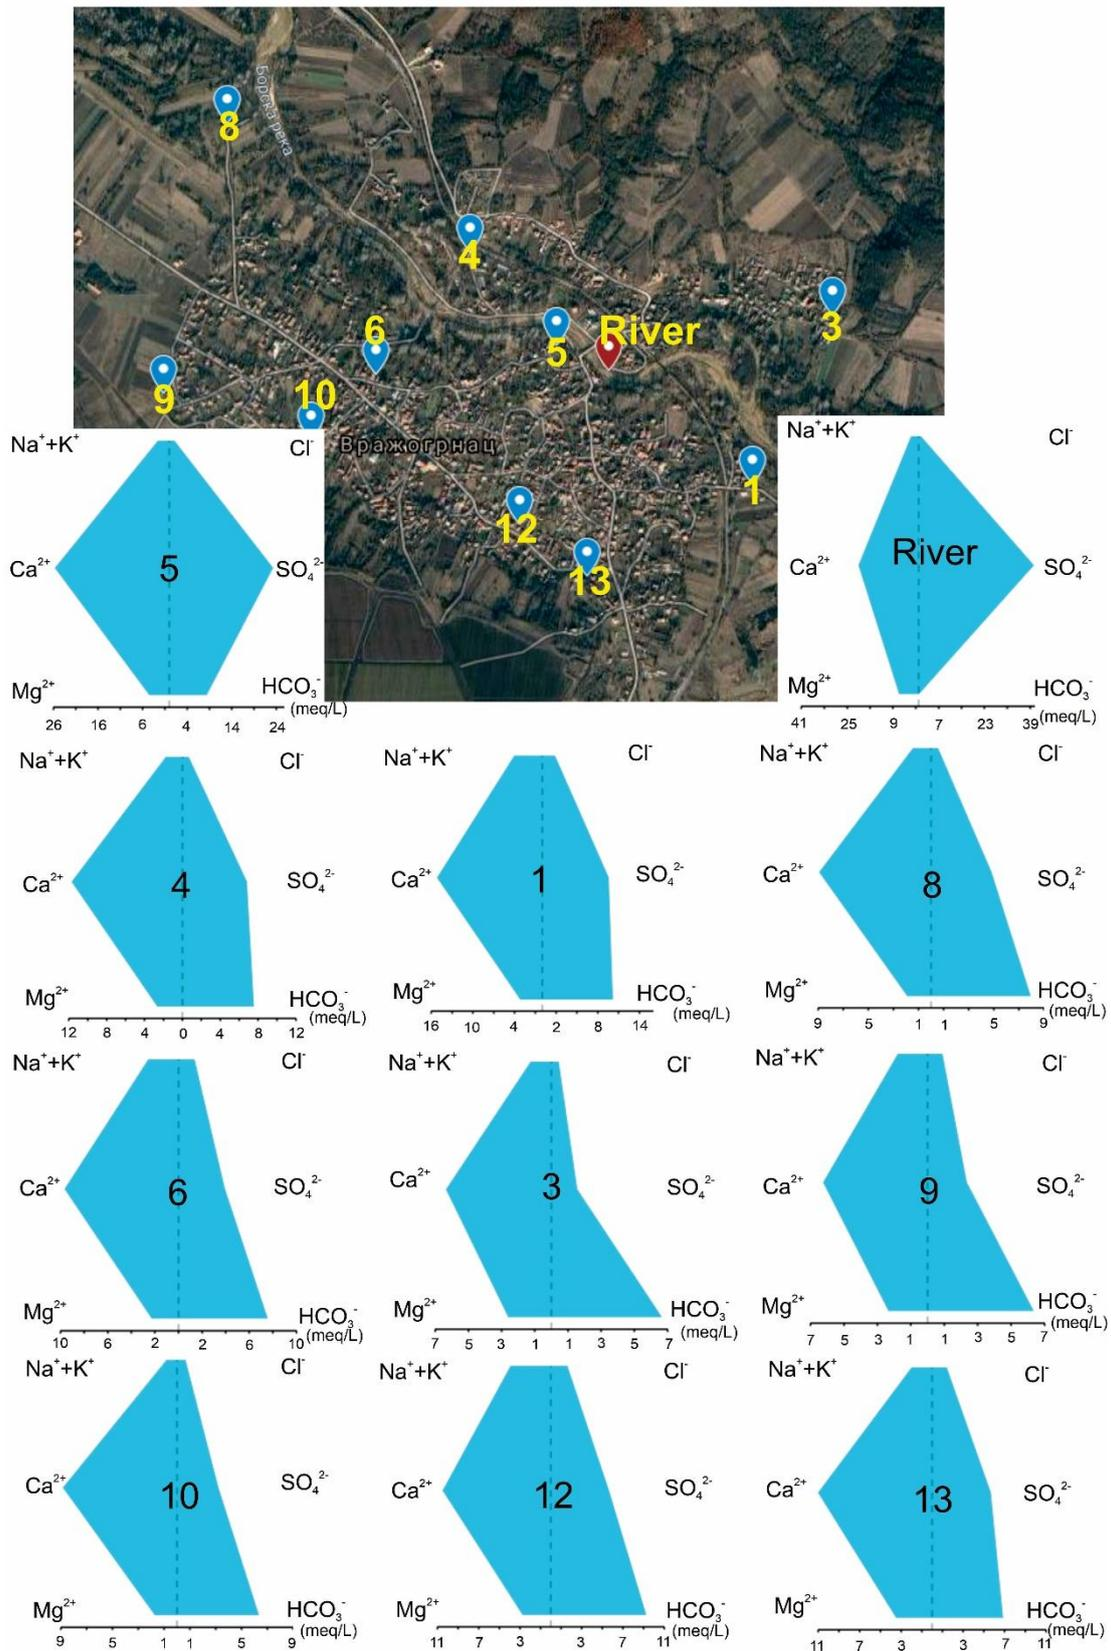 Борска река
8
4
3
River
6
5
9
10
Вражогрнац
1
12
13
Na⁺+K⁺ Cl⁻
Ca²⁺ 5 SO₄²⁻
Mg²⁺ HCO₃⁻
(meq/L)
26 16 6 4 14 24
Na⁺+K⁺ Cl⁻
Ca²⁺ River SO₄²⁻
Mg²⁺ HCO₃⁻
41 25 9 7 23 39 (meq/L)
Na⁺+K⁺ Cl⁻
Ca²⁺ 4 SO₄²⁻
Mg²⁺ HCO₃⁻
(meq/L)
12 8 4 0 4 8 12
Na⁺+K⁺ Cl⁻
Ca²⁺ 1 SO₄²⁻
Mg²⁺ HCO₃⁻
(meq/L)
16 10 4 2 8 14
Na⁺+K⁺ Cl⁻
Ca²⁺ 8 SO₄²⁻
Mg²⁺ HCO₃⁻
(meq/L)
9 5 1 1 5 9
Na⁺+K⁺ Cl⁻
Ca²⁺ 6 SO₄²⁻
Mg²⁺ HCO₃⁻
(meq/L)
10 6 2 2 6 10
Na⁺+K⁺ Cl⁻
Ca²⁺ 3 SO₄²⁻
Mg²⁺ HCO₃⁻
(meq/L)
7 5 3 1 1 3 5 7
Na⁺+K⁺ Cl⁻
Ca²⁺ 9 SO₄²⁻
Mg²⁺ HCO₃⁻
(meq/L)
7 5 3 1 1 3 5 7
Na⁺+K⁺ Cl⁻
Ca²⁺ 10 SO₄²⁻
Mg²⁺ HCO₃⁻
(meq/L)
9 5 1 1 5 9
Na⁺+K⁺ Cl⁻
Ca²⁺ 12 SO₄²⁻
Mg²⁺ HCO₃⁻
(meq/L)
11 7 3 3 7 11
Na⁺+K⁺ Cl⁻
Ca²⁺ 13 SO₄²⁻
Mg²⁺ HCO₃⁻
(meq/L)
11 7 3 3 7 11